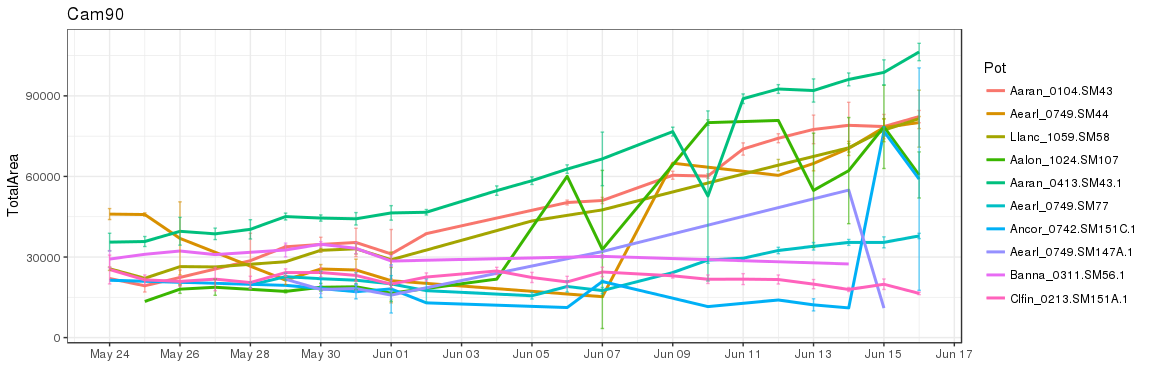 Cam90
TotalArea
90000
60000
30000
0
May 24 May 26 May 28 May 30 Jun 01 Jun 03 Jun 05 Jun 07 Jun 09 Jun 11 Jun 13 Jun 15 Jun 17
Pot
Aaran_0104.SM43
Aearl_0749.SM44
Llanc_1059.SM58
Aalon_1024.SM107
Aaran_0413.SM43.1
Aearl_0749.SM77
Ancor_0742.SM151C.1
Aearl_0749.SM147A.1
Banna_0311.SM56.1
Clfin_0213.SM151A.1